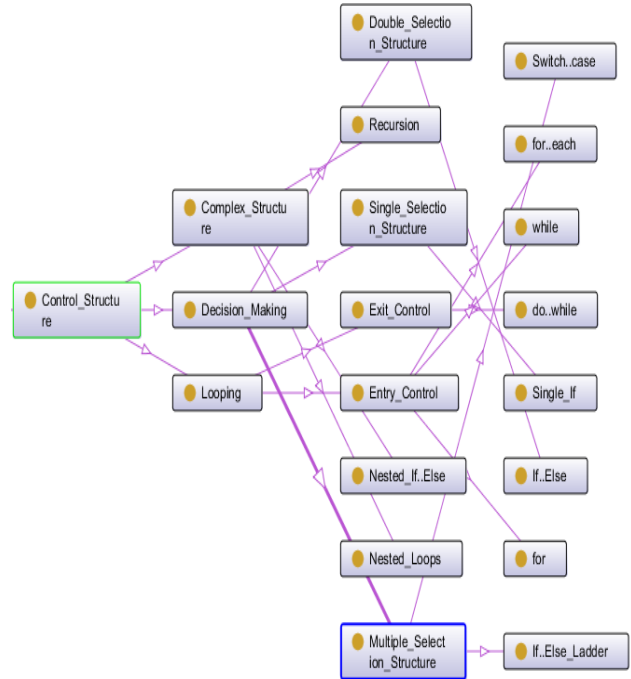 Control_Structu
re
Complex_Structu
re
Decision_Making
Looping
Double_Selectio
n_Structure
Recursion
Single_Selectio
n_Structure
Exit_Control
Entry_Control
Nested_If..Else
Nested_Loops
Multiple_Select
ion_Structure
Switch..case
for..each
while
do..while
Single_If
If..Else
for
If..Else_Ladder